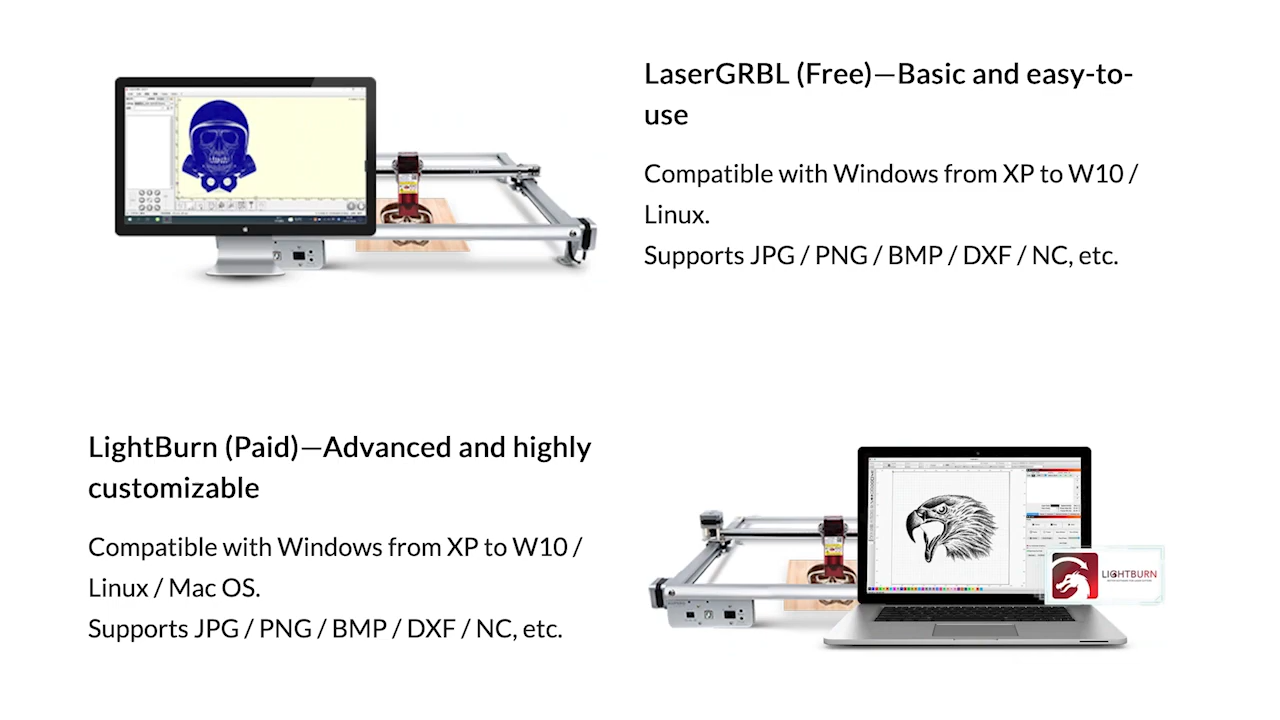 LaserGRBL (Free)—Basic and easy-to-
use
Compatible with Windows from XP to W10 /
Linux.
Supports JPG / PNG / BMP / DXF / NC, etc.
LightBurn (Paid)—Advanced and highly
customizable
Compatible with Windows from XP to W10 /
Linux / Mac OS.
Supports JPG / PNG / BMP / DXF / NC, etc.
LIGHTBURN